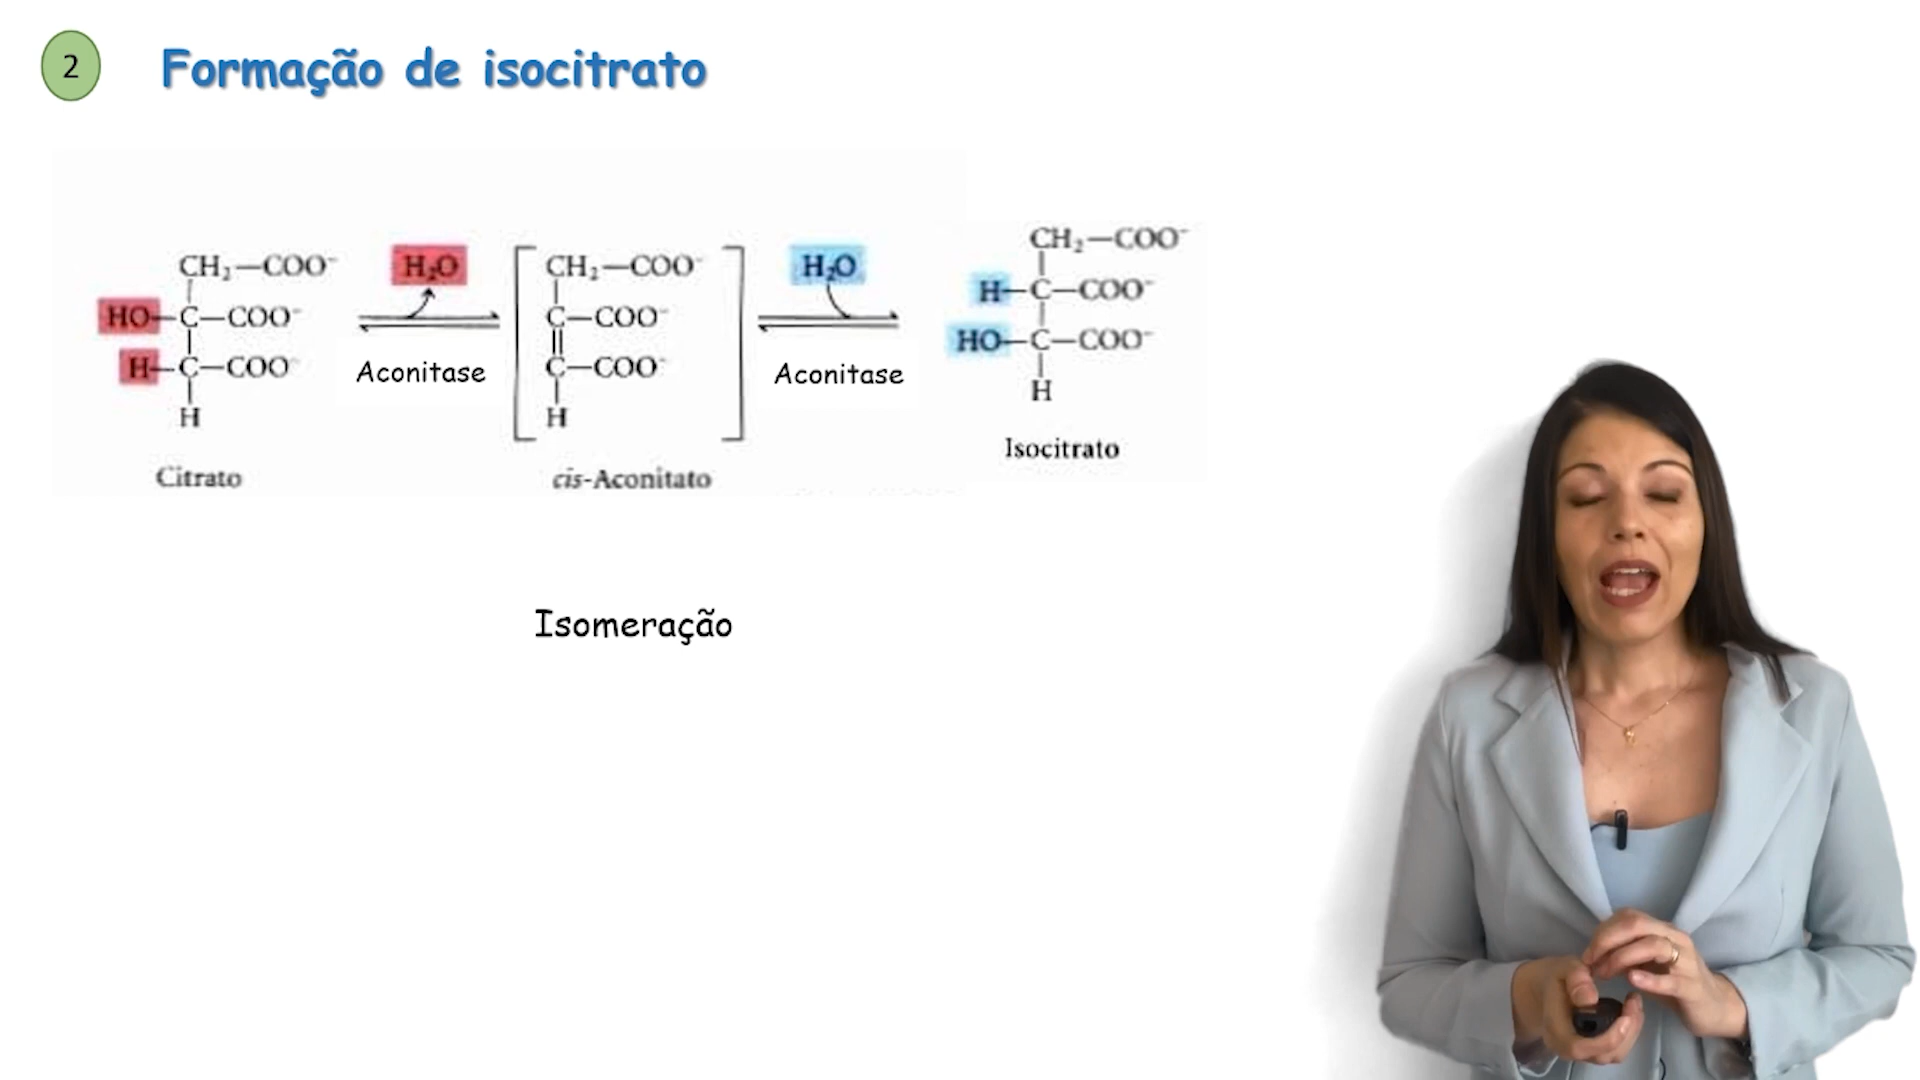 2 Formação de isocitrato
CH₂—COO⁻ H₂O CH₂—COO⁻ H₂O CH₂—COO⁻
HO—C—COO⁻ C—COO⁻ H—C—COO⁻
H—C—COO⁻ Aconitase C—COO⁻ Aconitase HO—C—COO⁻
H H H
Citrato cis-Aconitato Isocitrato
Isomeração